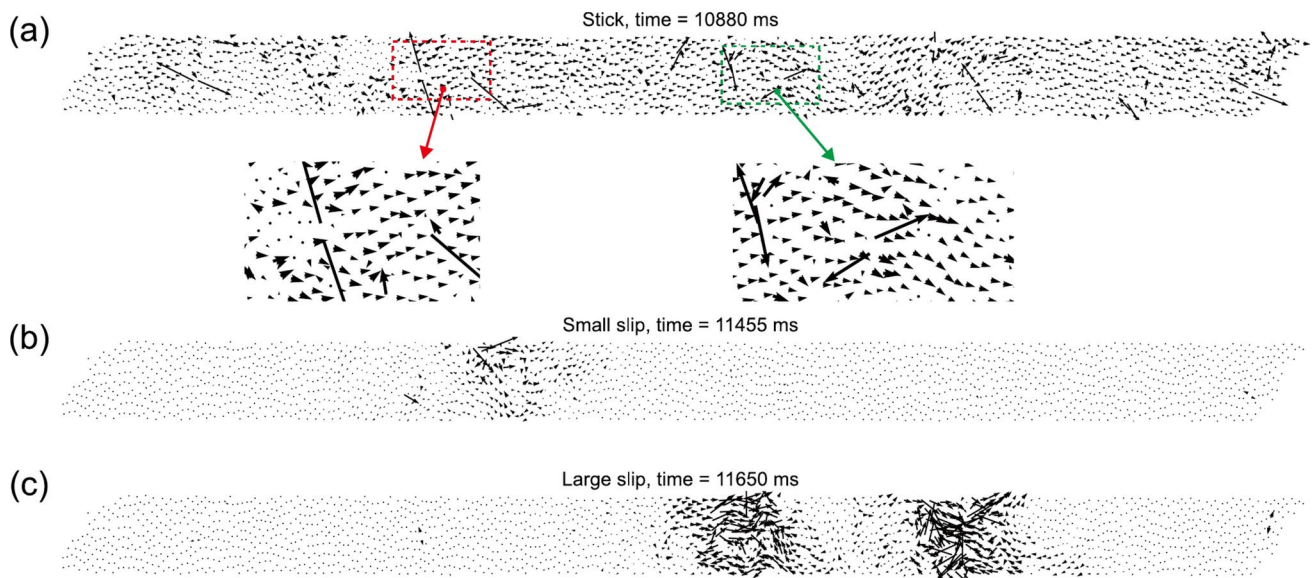 (a)
Stick, time = 10880 ms
(b)
Small slip, time = 11455 ms
(c)
Large slip, time = 11650 ms